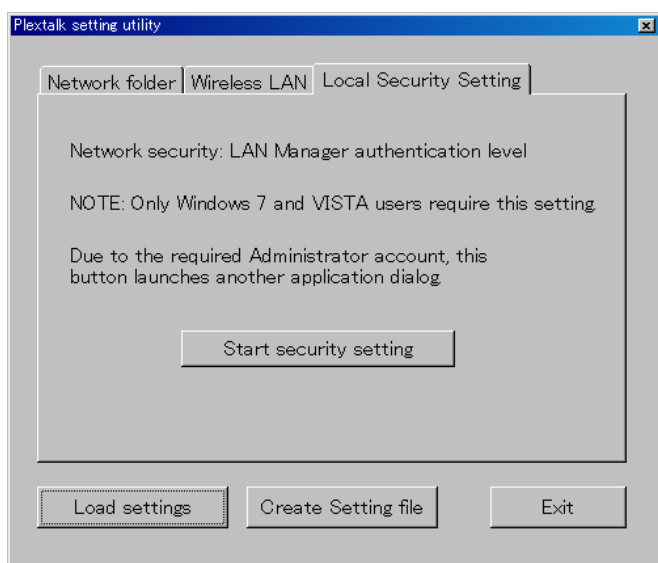 Plextalk setting utility
Network folder Wireless LAN Local Security Setting
Network security: LAN Manager authentication level
NOTE: Only Windows 7 and VISTA users require this setting.
Due to the required Administrator account, this
button launches another application dialog.
Start security setting
Load settings Create Setting file Exit